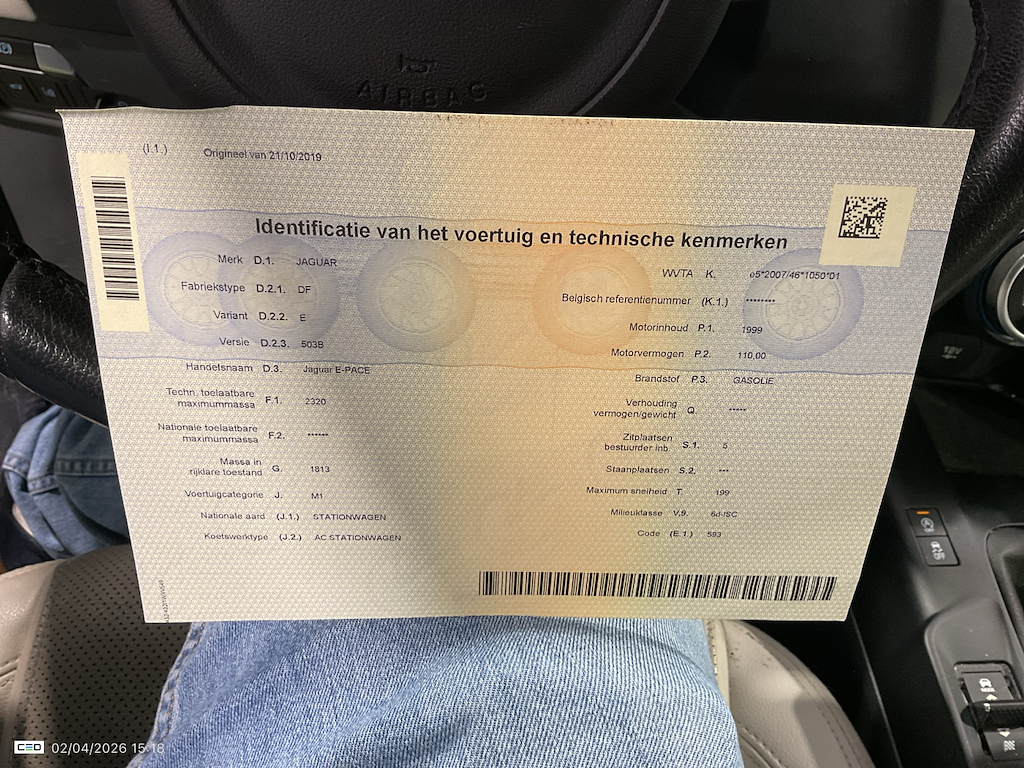 AIRBAG
(I.1.) Origineel van 21/10/2019
Identificatie van het voertuig en technische kenmerken
Merk D.1. JAGUAR
Fabriekstype D.2.1. DF
Variant D.2.2. E
Versie D.2.3. 503B
Handelsnaam D.3. Jaguar E-PACE
Techn. toelaatbare
maximummassa F.1. 2320
Nationale toelaatbare
maximummassa F.2. ******
Massa in
rijklare toestand G. 1813
Voertuigcategorie J. M1
Nationale aard (J.1.) STATIONWAGEN
Koetswerktype (J.2.) AC STATIONWAGEN
WVTA K. e5*2007/46*1050*01
Belgisch referentienummer (K.1.) ********
Motorinhoud P.1. 1999
Motorvermogen P.2. 110,00
Brandstof P.3. GASOLIE
Verhouding
vermogen/gewicht Q. *****
Zitplaatsen
bestuurder inb. S.1. 5
Staanplaatsen S.2. ***
Maximum snelheid T. 199
Milieuklasse V.9. 6d-ISC
Code (E.1.) 593
12V
CEO 02/04/2026 15:18